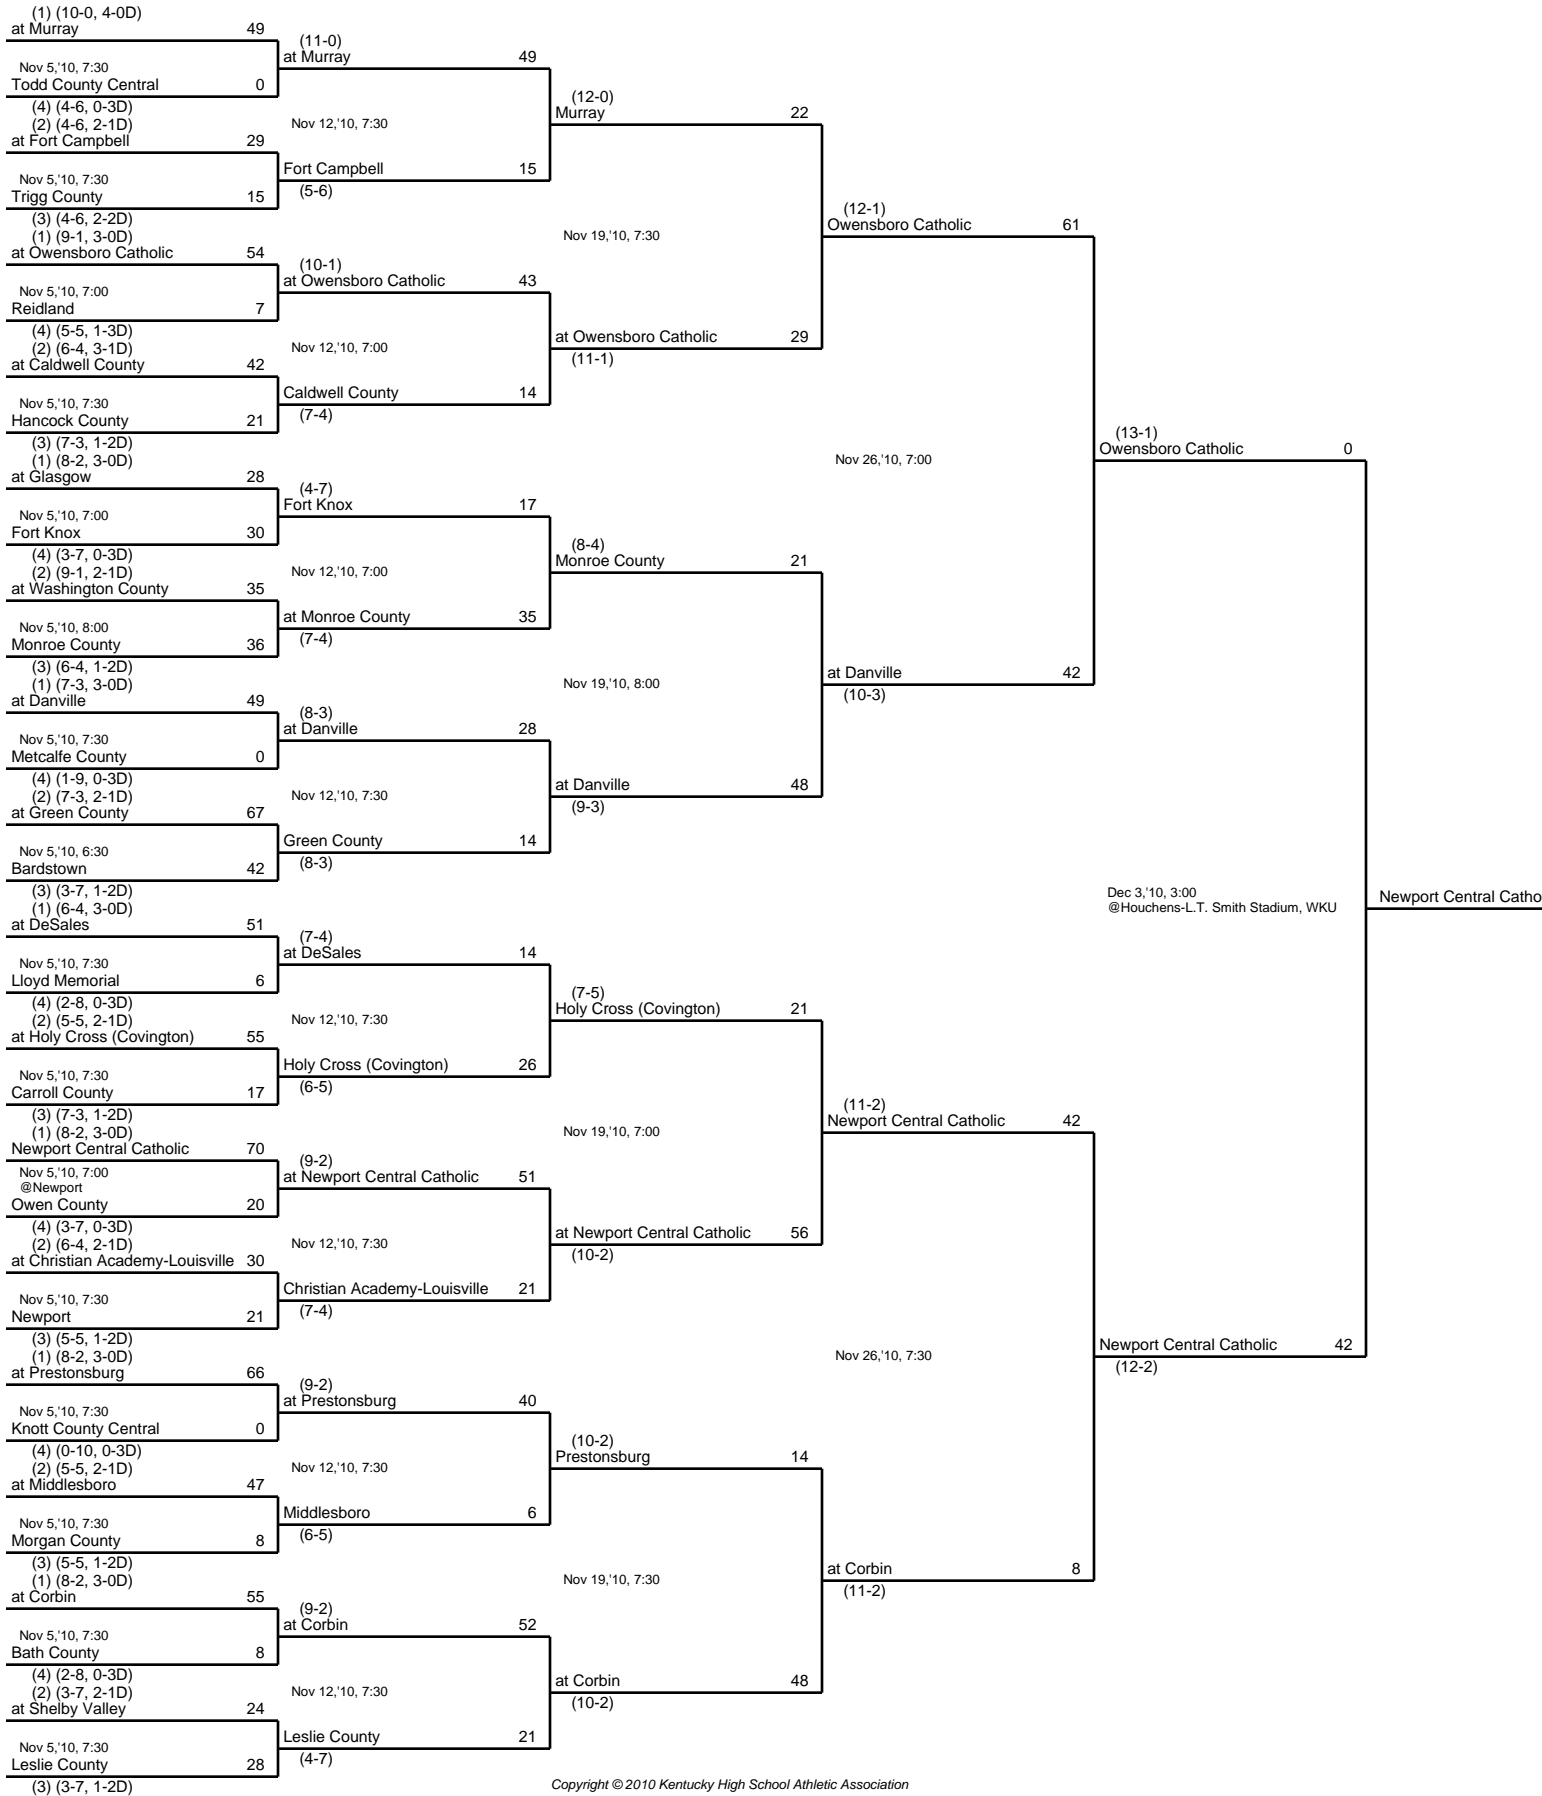 (1) (10-0, 4-0D)
at Murray 49
Nov 5,'10, 7:30
Todd County Central 0
(4) (4-6, 0-3D)
(2) (4-6, 2-1D)
at Fort Campbell 29
Nov 5,'10, 7:30
Trigg County 15
(3) (4-6, 2-2D)
(1) (9-1, 3-0D)
at Owensboro Catholic 54
Nov 5,'10, 7:00
Reidland 7
(4) (5-5, 1-3D)
(2) (6-4, 3-1D)
at Caldwell County 42
Nov 5,'10, 7:30
Hancock County 21
(3) (7-3, 1-2D)
(1) (8-2, 3-0D)
at Glasgow 28
Nov 5,'10, 7:00
Fort Knox 30
(4) (3-7, 0-3D)
(2) (9-1, 2-1D)
at Washington County 35
Nov 5,'10, 8:00
Monroe County 36
(3) (6-4, 1-2D)
(1) (7-3, 3-0D)
at Danville 49
Nov 5,'10, 7:30
Metcalfe County 0
(4) (1-9, 0-3D)
(2) (7-3, 2-1D)
at Green County 67
Nov 5,'10, 6:30
Bardstown 42
(3) (3-7, 1-2D)
(1) (6-4, 3-0D)
at DeSales 51
Nov 5,'10, 7:30
Lloyd Memorial 6
(4) (2-8, 0-3D)
(2) (5-5, 2-1D)
at Holy Cross (Covington) 55
Nov 5,'10, 7:30
Carroll County 17
(3) (7-3, 1-2D)
(1) (8-2, 3-0D)
Newport Central Catholic 70
Nov 5,'10, 7:00
@Newport
Owen County 20
(4) (3-7, 0-3D)
(2) (6-4, 2-1D)
at Christian Academy-Louisville 30
Nov 5,'10, 7:30
Newport 21
(3) (5-5, 1-2D)
(1) (8-2, 3-0D)
at Prestonsburg 66
Nov 5,'10, 7:30
Knott County Central 0
(4) (0-10, 0-3D)
(2) (5-5, 2-1D)
at Middlesboro 47
Nov 5,'10, 7:30
Morgan County 8
(3) (5-5, 1-2D)
(1) (8-2, 3-0D)
at Corbin 55
Nov 5,'10, 7:30
Bath County 8
(4) (2-8, 0-3D)
(2) (3-7, 2-1D)
at Shelby Valley 24
Nov 5,'10, 7:30
Leslie County 28
(3) (3-7, 1-2D)
(11-0)
at Murray 49
Nov 12,'10, 7:30
Fort Campbell 15
(5-6)
(10-1)
at Owensboro Catholic 43
Nov 12,'10, 7:00
Caldwell County 14
(7-4)
(4-7)
Fort Knox 17
Nov 12,'10, 7:00
at Monroe County 35
(7-4)
(8-3)
at Danville 28
Nov 12,'10, 7:30
Green County 14
(8-3)
(7-4)
at DeSales 14
Nov 12,'10, 7:30
Holy Cross (Covington) 26
(6-5)
(9-2)
at Newport Central Catholic 51
Nov 12,'10, 7:30
Christian Academy-Louisville 21
(7-4)
(9-2)
at Prestonsburg 40
Nov 12,'10, 7:30
Middlesboro 6
(6-5)
(9-2)
at Corbin 52
Nov 12,'10, 7:30
Leslie County 21
(4-7)
(12-0)
Murray 22
Nov 19,'10, 7:30
at Owensboro Catholic 29
(11-1)
(8-4)
Monroe County 21
Nov 19,'10, 8:00
at Danville 48
(9-3)
(7-5)
Holy Cross (Covington) 21
Nov 19,'10, 7:00
at Newport Central Catholic 56
(10-2)
(10-2)
Prestonsburg 14
Nov 19,'10, 7:30
at Corbin 48
(10-2)
(12-1)
Owensboro Catholic 61
Nov 26,'10, 7:00
at Danville 42
(10-3)
(11-2)
Newport Central Catholic 42
Nov 26,'10, 7:30
at Corbin 8
(11-2)
(13-1)
Owensboro Catholic 0
Dec 3,'10, 3:00
@Houchens-L.T. Smith Stadium, WKU
Newport Central Catholic 42
(12-2)
Newport Central Catho
Copyright © 2010 Kentucky High School Athletic Association